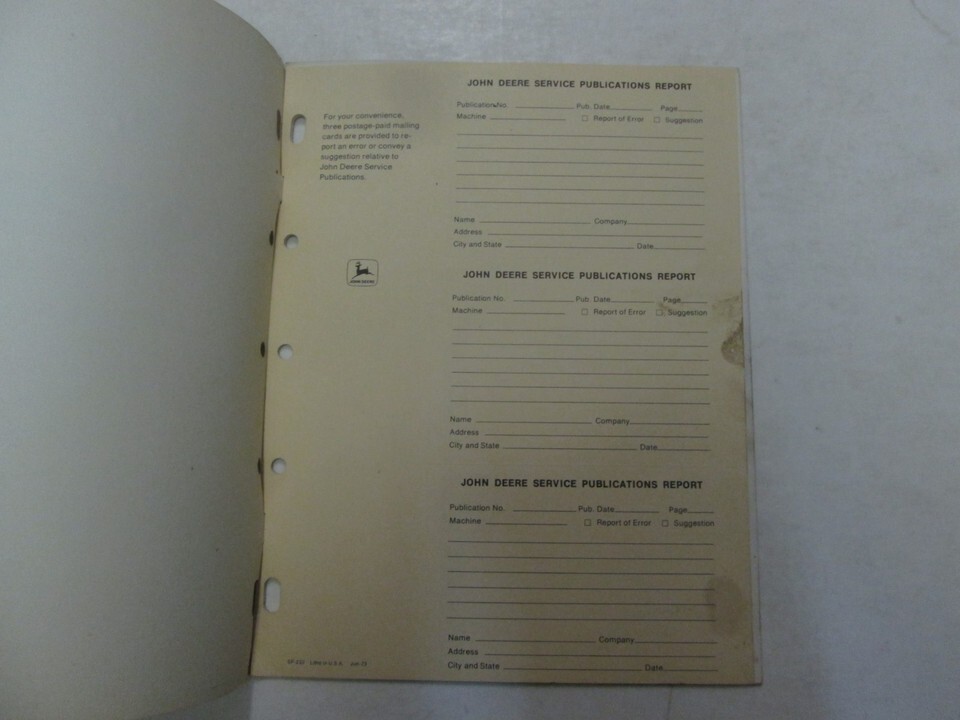 For your convenience,
three postage-paid mailing
cards are provided to re-
port an error or convey a
suggestion relative to
John Deere Service
Publications.
JOHN DEERE
JOHN DEERE SERVICE PUBLICATIONS REPORT
Publication No. Pub. Date Page
Machine □ Report of Error □ Suggestion
Name Company
Address
City and State Date
JOHN DEERE SERVICE PUBLICATIONS REPORT
Publication No. Pub. Date Page
Machine □ Report of Error □ Suggestion
Name Company
Address
City and State Date
JOHN DEERE SERVICE PUBLICATIONS REPORT
Publication No. Pub. Date Page
Machine □ Report of Error □ Suggestion
Name Company
Address
City and State Date
Litho in U.S.A.